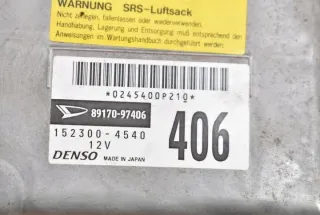 WARNUNG SRS-Luftsack
Nicht zerlegen, fallenlassen oder wiederverwenden.
Handhabung, Lagerung und Entsorgung muß entsprechend den
Anweisungen im Wartungshandbuch durchgeführt werden.
*0245400P210*
89170-97406
152300-4540
12V
406
DENSO MADE IN JAPAN